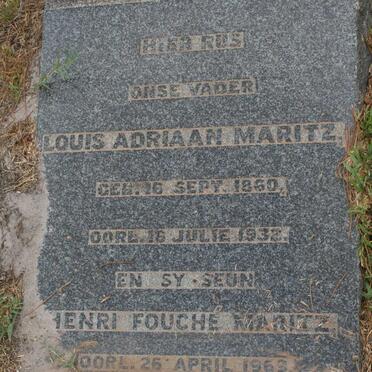 HIER RUS
ONSE VADER
LOUIS ADRIAAN MARITZ
GEB. 16 SEPT. 1860.
OORL. 16 JULIE 1932.
EN SY SEUN
HENRI FOUCHE MARITZ
OORL. 26 APRIL 1963